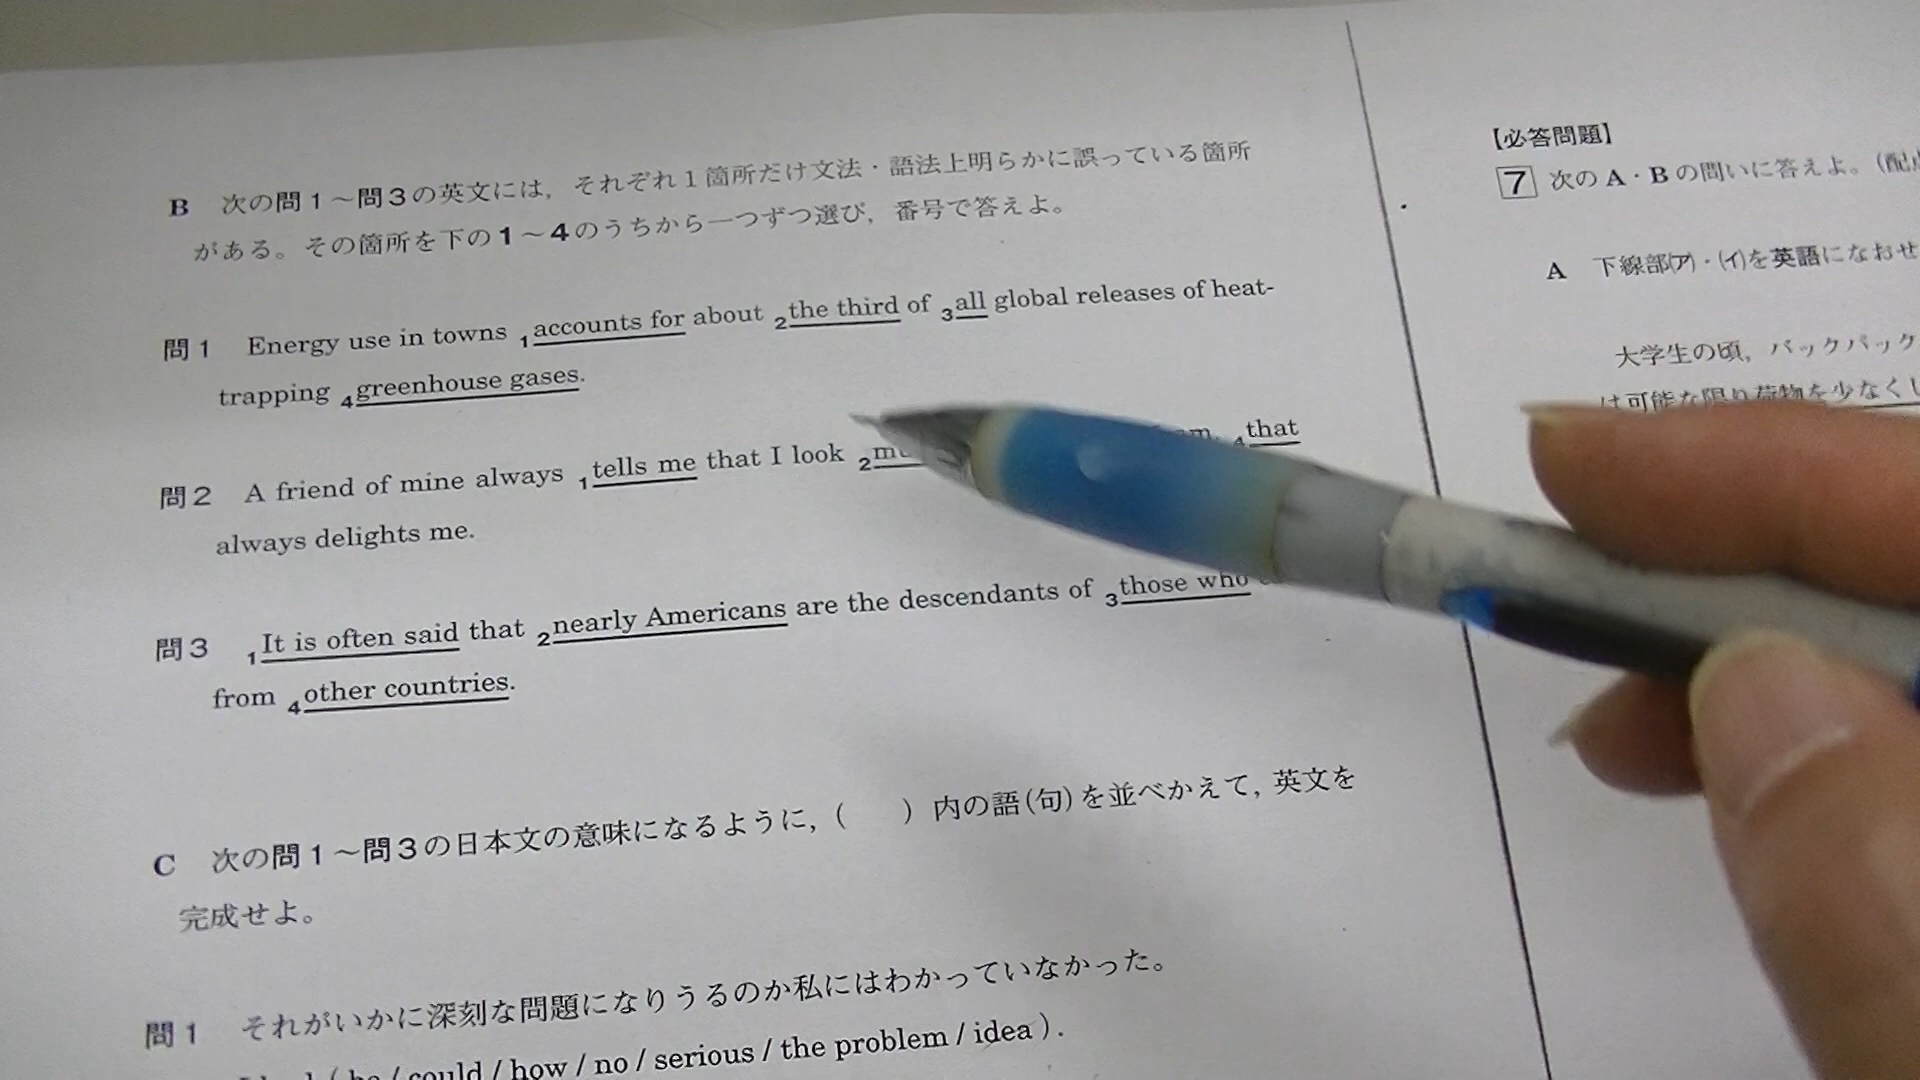 B 次の問1～問3の英文には，それぞれ1箇所だけ文法・語法上明らかに誤っている箇所
がある。その箇所を下の1～4のうちから一つずつ選び，番号で答えよ。
問1 Energy use in towns 1accounts for about 2the third of 3all global releases of heat-
trapping 4greenhouse gases.
問2 A friend of mine always 1tells me that I look 2 4that
always delights me.
問3 1It is often said that 2nearly Americans are the descendants of 3those who
from 4other countries.
C 次の問1～問3の日本文の意味になるように，(　　)内の語(句)を並べかえて，英文を
完成せよ。
問1 それがいかに深刻な問題になりうるのか私にはわかっていなかった。
could / how / no / serious / the problem / idea ).
【必答問題】
7 次のA・Bの問いに答えよ。(配
A 下線部(ア)・(イ)を英語になおせ
大学生の頃，バックパック
は可能な限り荷物を少なくし